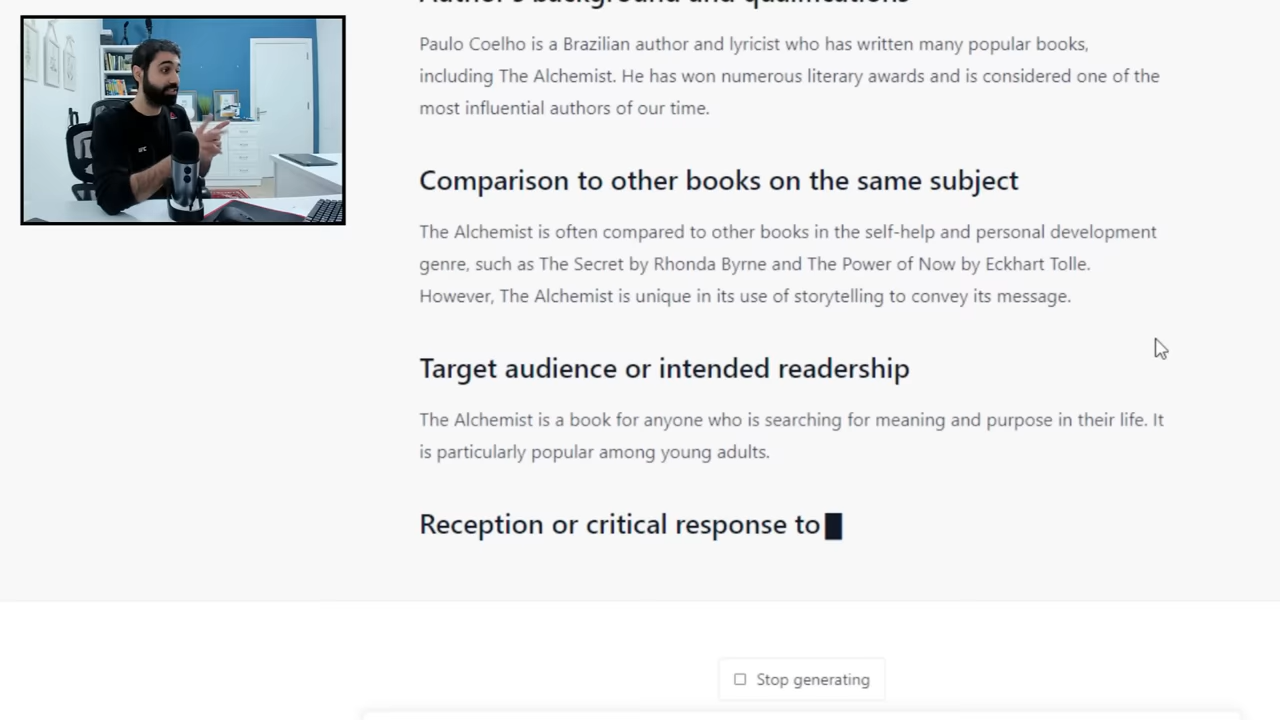 Author's background and qualifications
Paulo Coelho is a Brazilian author and lyricist who has written many popular books,
including The Alchemist. He has won numerous literary awards and is considered one of the
most influential authors of our time.
Comparison to other books on the same subject
The Alchemist is often compared to other books in the self-help and personal development
genre, such as The Secret by Rhonda Byrne and The Power of Now by Eckhart Tolle.
However, The Alchemist is unique in its use of storytelling to convey its message.
Target audience or intended readership
The Alchemist is a book for anyone who is searching for meaning and purpose in their life. It
is particularly popular among young adults.
Reception or critical response to
Stop generating